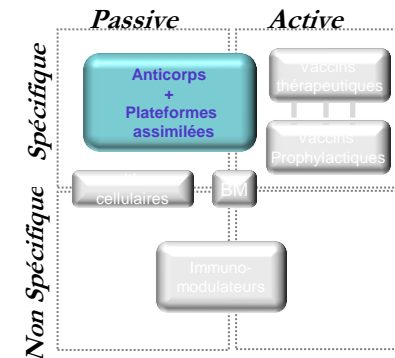 Passive
Active
Spécifique
Anticorps
+
Plateformes
assimilées
Vaccins
thérapeutiques
Vaccins
Prophylactiques
cellulaires
BM
Non Spécifique
Immuno-
modulateurs